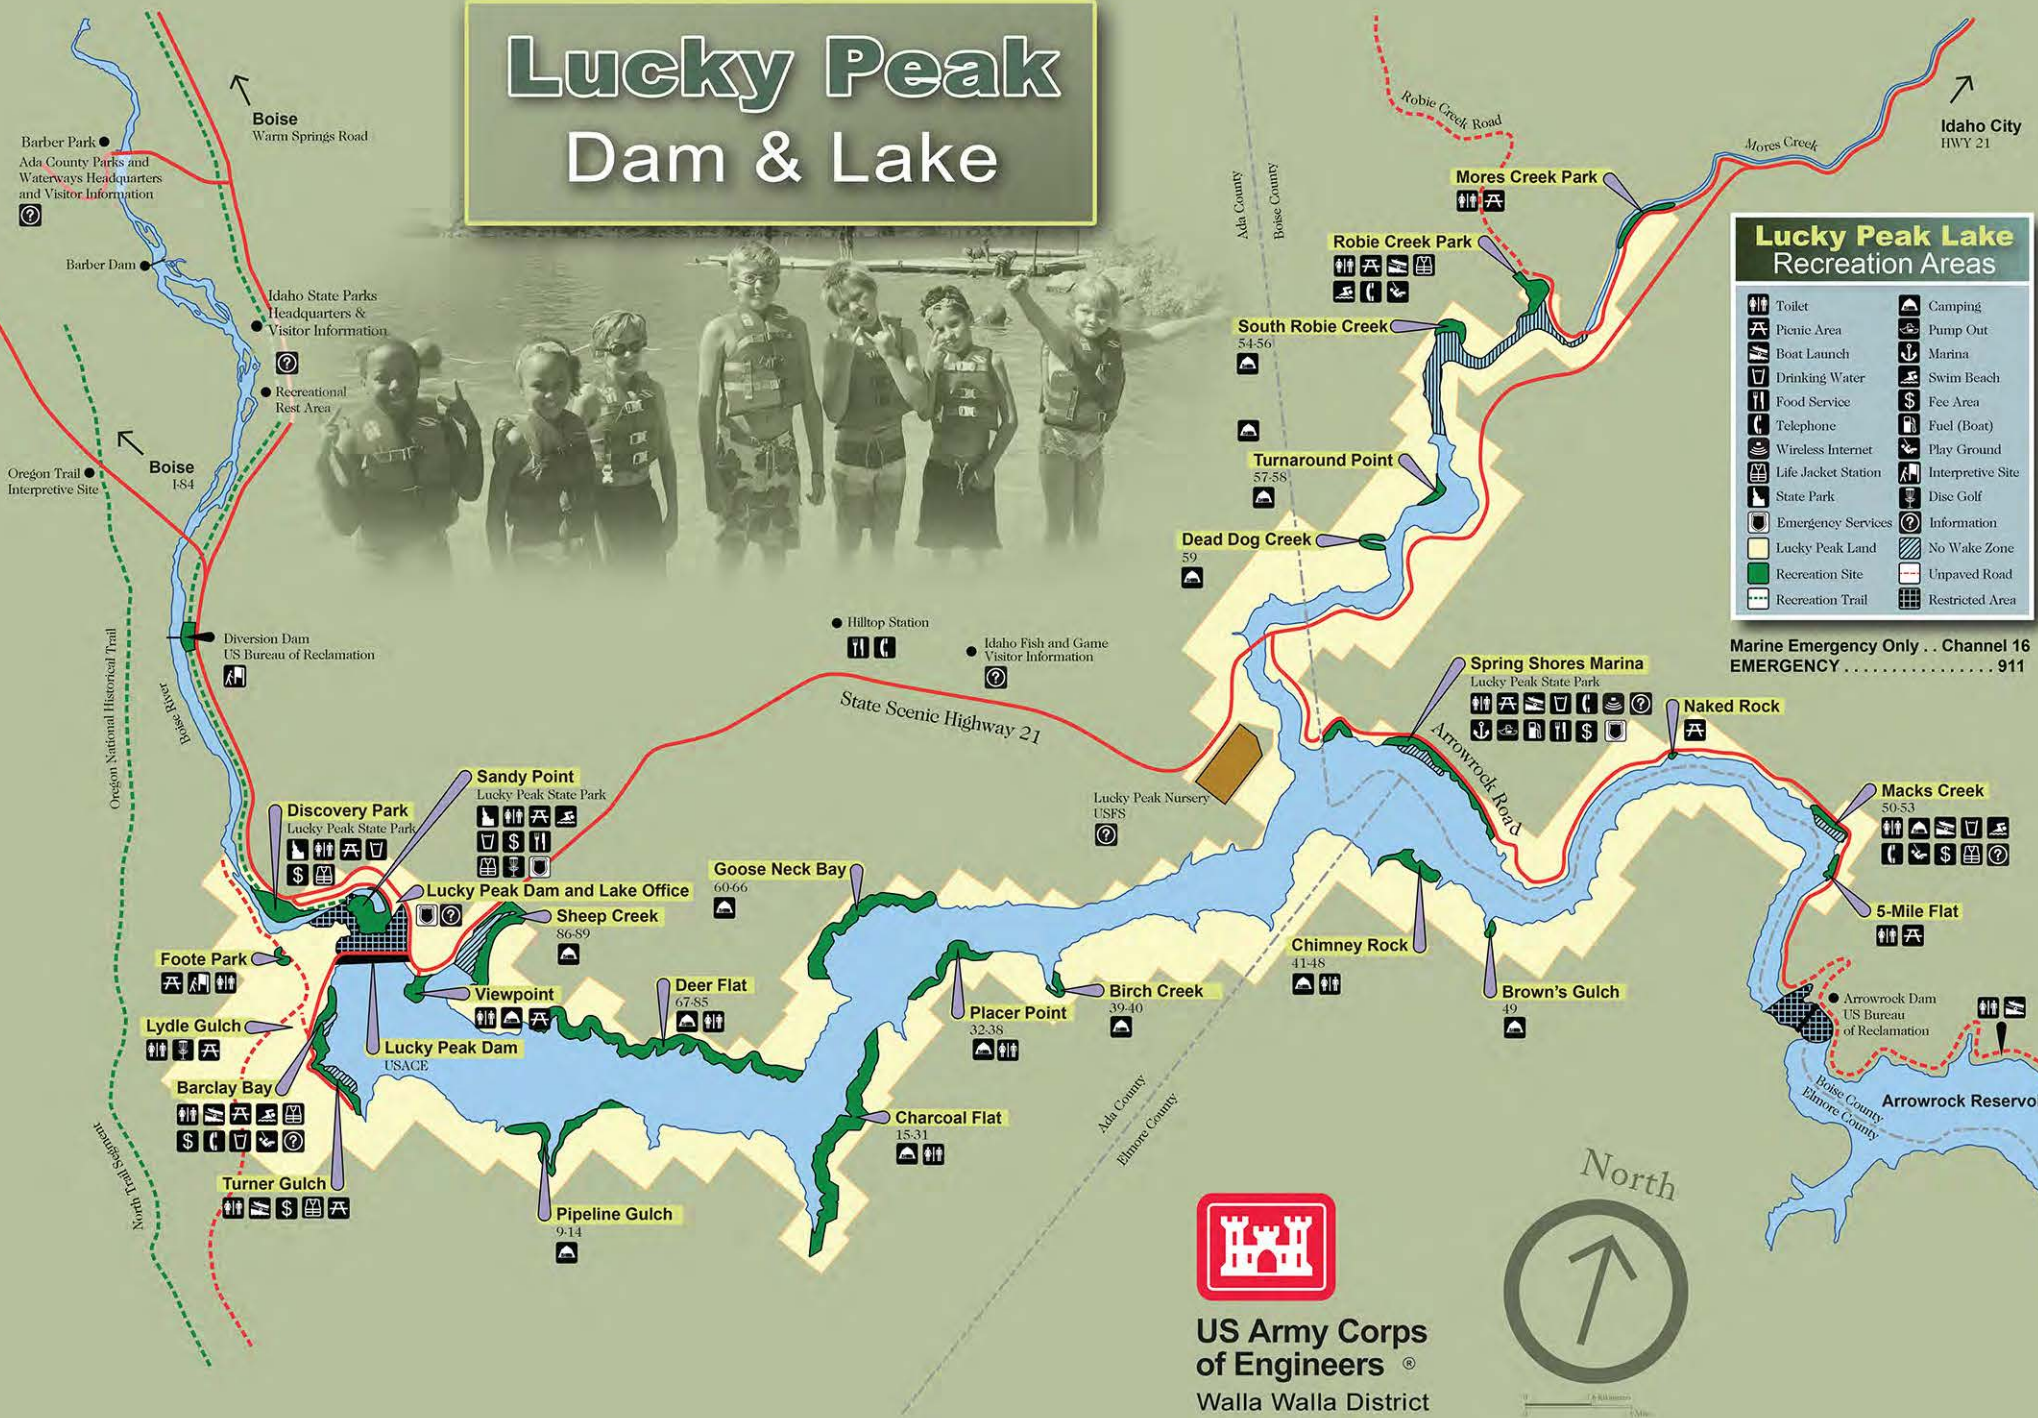 Lucky Peak
Dam & Lake
Boise
Warm Springs Road
Barber Park
Ada County Parks and
Waterways Headquarters
and Visitor Information
Barber Dam
Idaho State Parks
Headquarters &
Visitor Information
Recreational
Rest Area
Boise
I-84
Oregon Trail
Interpretive Site
Diversion Dam
US Bureau of Reclamation
Boise River
Oregon National Historical Trail
North Trail Segment
Hilltop Station
Idaho Fish and Game
Visitor Information
State Scenic Highway 21
Lucky Peak Nursery
USFS
Ada County
Boise County
Robie Creek Road
Mores Creek
Idaho City
HWY 21
Mores Creek Park
Robie Creek Park
South Robie Creek
54-56
Turnaround Point
57-58
Dead Dog Creek
59
Lucky Peak Lake
Recreation Areas
Toilet
Camping
Picnic Area
Pump Out
Boat Launch
Marina
Drinking Water
Swim Beach
Food Service
$ Fee Area
Telephone
Fuel (Boat)
Wireless Internet
Play Ground
Life Jacket Station
Interpretive Site
State Park
Disc Golf
Emergency Services
? Information
Lucky Peak Land
No Wake Zone
Recreation Site
Unpaved Road
Recreation Trail
Restricted Area
Marine Emergency Only . . Channel 16
EMERGENCY . . . . . . . . . . . . . . . . 911
Spring Shores Marina
Lucky Peak State Park
Arrowrock Road
Naked Rock
Macks Creek
50-53
5-Mile Flat
Arrowrock Dam
US Bureau
of Reclamation
Boise County
Elmore County
Arrowrock Reservo
Sandy Point
Lucky Peak State Park
Discovery Park
Lucky Peak State Park
Lucky Peak Dam and Lake Office
Sheep Creek
86-89
Foote Park
Viewpoint
Lydle Gulch
Lucky Peak Dam
USACE
Barclay Bay
Turner Gulch
Deer Flat
67-85
Goose Neck Bay
60-66
Pipeline Gulch
9-14
Charcoal Flat
15-31
Placer Point
32-38
Birch Creek
39-40
Chimney Rock
41-48
Brown's Gulch
49
Ada County
Elmore County
North
US Army Corps
of Engineers ®
Walla Walla District